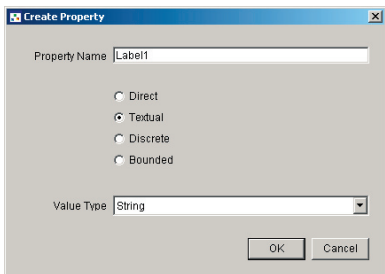 Create Property
Property Name Label1
Direct
Textual
Discrete
Bounded
Value Type String
OK Cancel